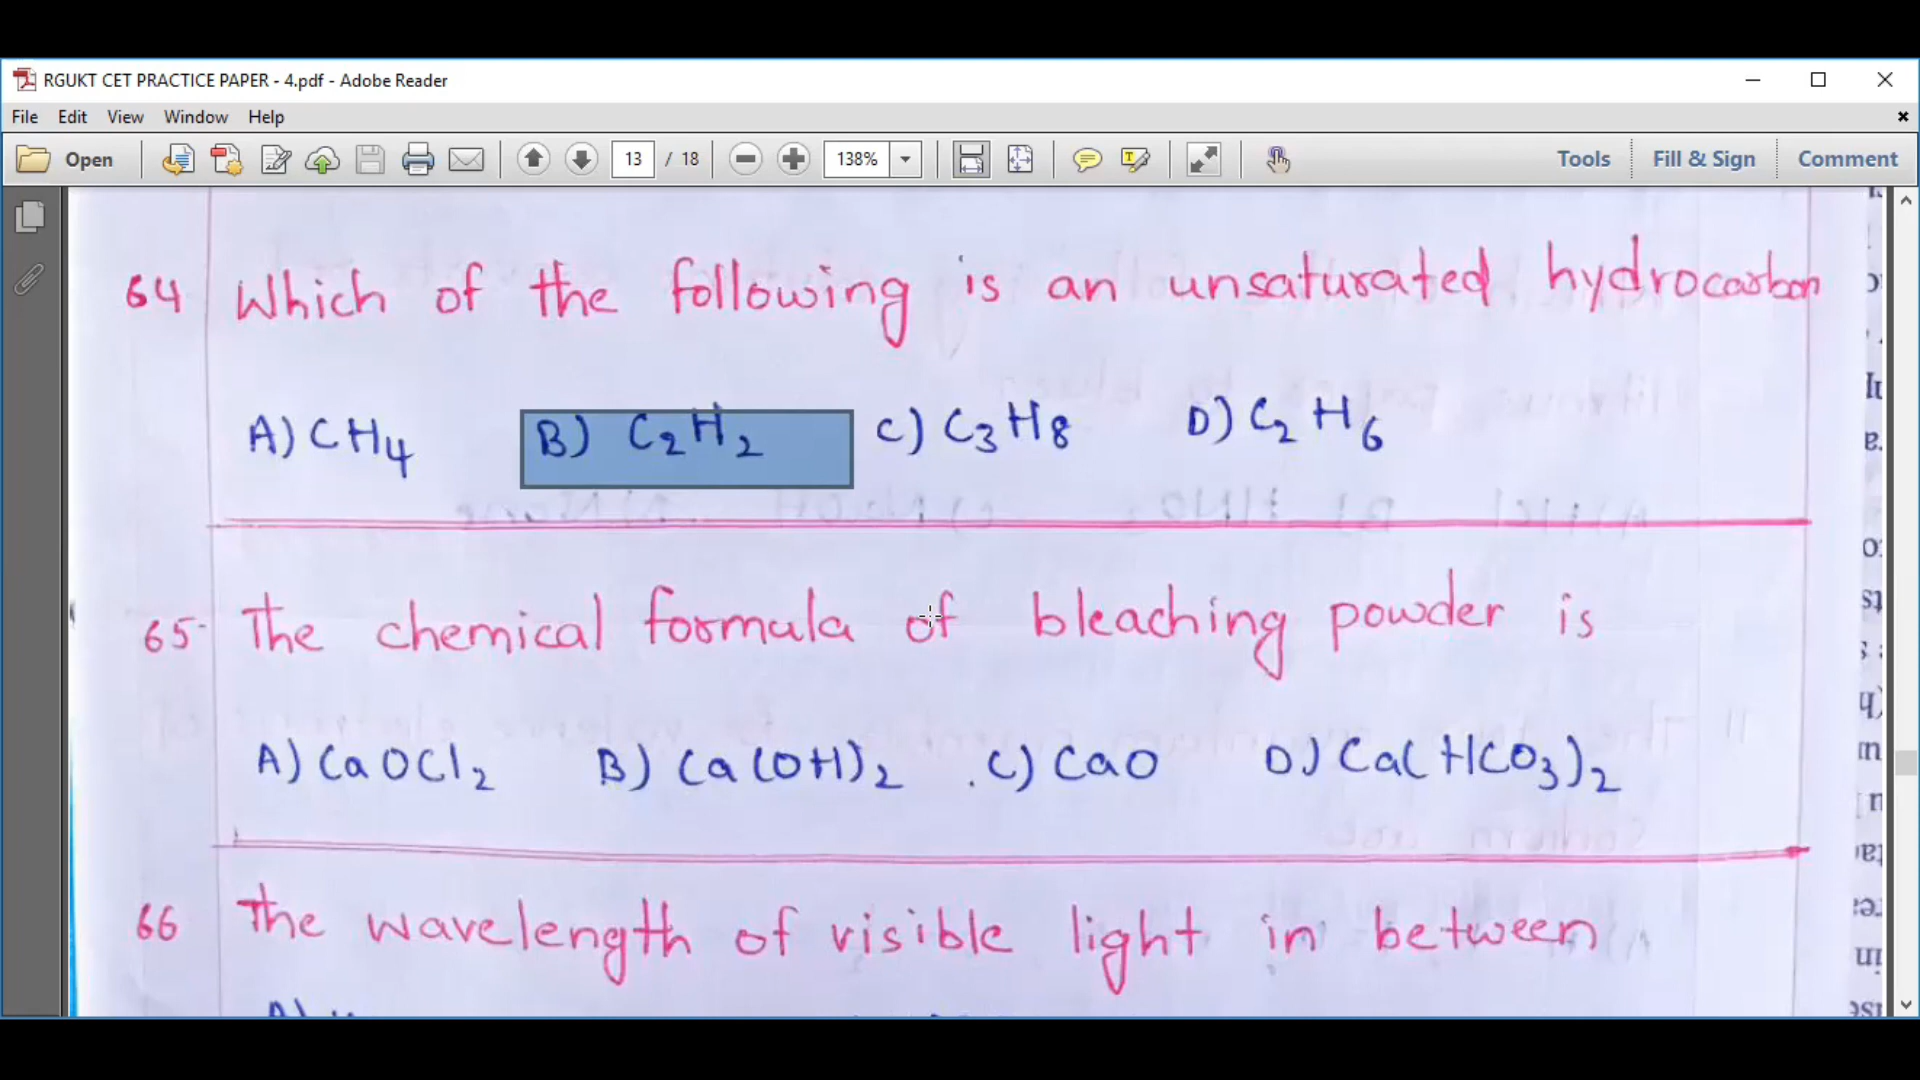 RGUKT CET PRACTICE PAPER - 4.pdf - Adobe Reader
File Edit View Window Help
Open 13 / 18 138% Tools Fill & Sign Comment
64 Which of the following is an unsaturated hydrocarbon
A) CH4 B) C2H2 C) C3H8 D) C2H6
65 The chemical formula of bleaching powder is
A) CaOCl2 B) Ca(OH)2 C) CaO D) Ca(HCO3)2
66 The wavelength of visible light in between